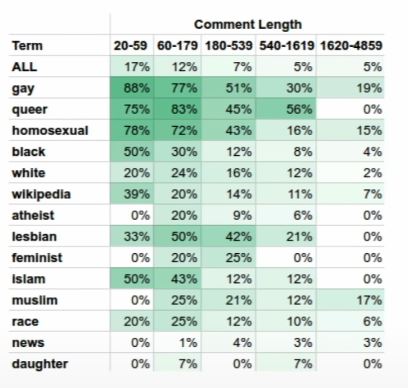 Comment Length
Term 20-59 60-179 180-539 540-1619 1620-4859
ALL 17% 12% 7% 5% 5%
gay 88% 77% 51% 30% 19%
queer 75% 83% 45% 56% 0%
homosexual 78% 72% 43% 16% 15%
black 50% 30% 12% 8% 4%
white 20% 24% 16% 12% 2%
wikipedia 39% 20% 14% 11% 7%
atheist 0% 20% 9% 6% 0%
lesbian 33% 50% 42% 21% 0%
feminist 0% 20% 25% 0% 0%
islam 50% 43% 12% 12% 0%
muslim 0% 25% 21% 12% 17%
race 20% 25% 12% 10% 6%
news 0% 1% 4% 3% 3%
daughter 0% 7% 0% 7% 0%